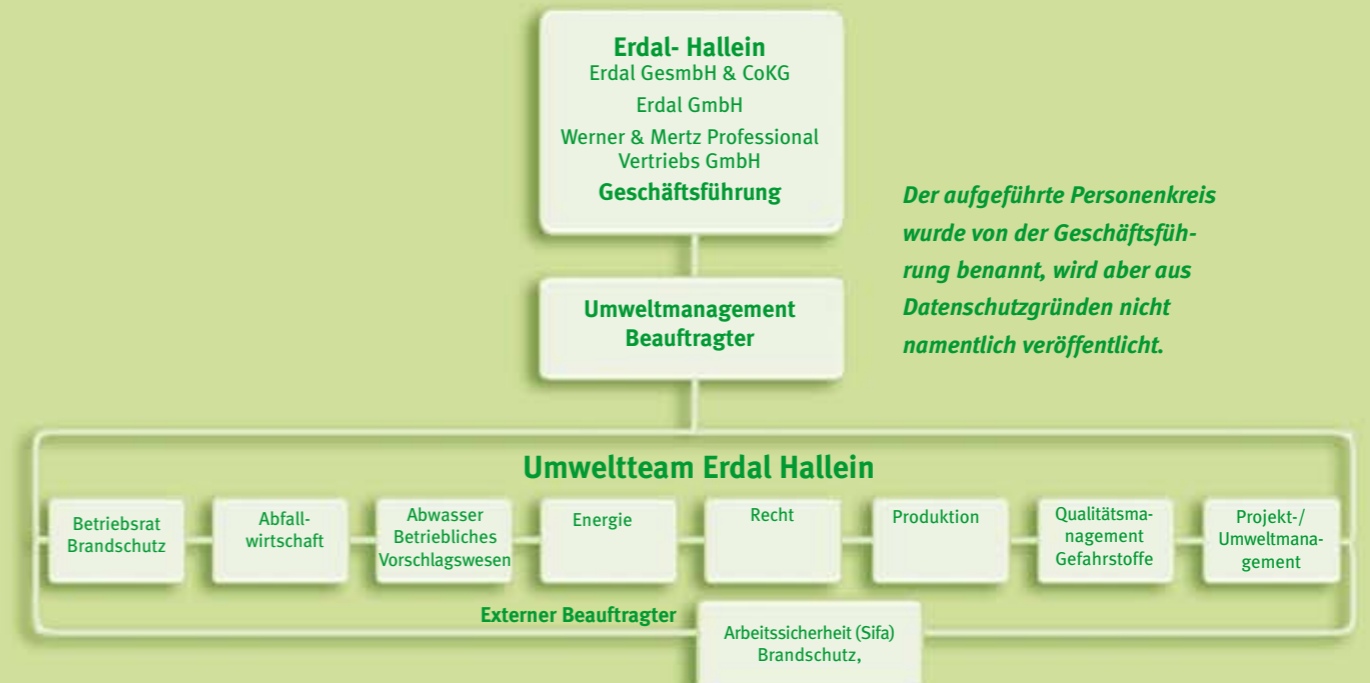 Erdal- Hallein
Erdal GesmbH & CoKG
Erdal GmbH
Werner & Mertz Professional
Vertriebs GmbH
Geschäftsführung
Der aufgeführte Personenkreis
wurde von der Geschäftsfüh-
rung benannt, wird aber aus
Datenschutzgründen nicht
namentlich veröffentlicht.
Umweltmanagement
Beauftragter
Umweltteam Erdal Hallein
Betriebsrat
Brandschutz
Abfall-
wirtschaft
Abwasser
Betriebliches
Vorschlagswesen
Energie
Recht
Produktion
Qualitätsma-
nagement
Gefahrstoffe
Projekt-/
Umweltmana-
gement
Externer Beauftragter
Arbeitssicherheit (Sifa)
Brandschutz,